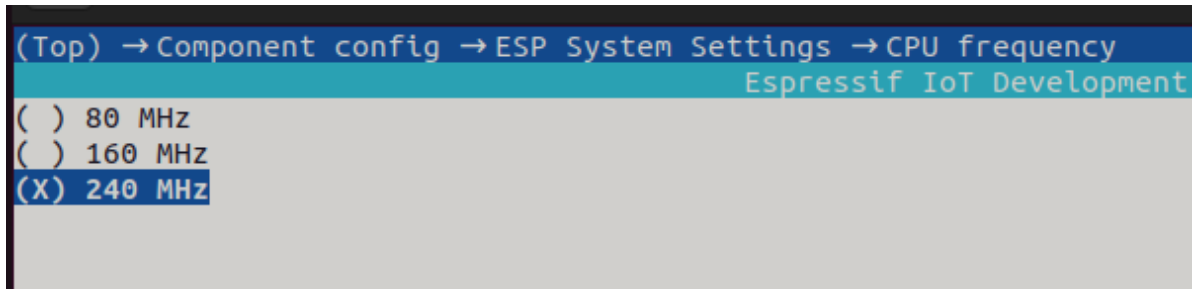 (Top) → Component config → ESP System Settings → CPU frequency
Espressif IoT Development
( ) 80 MHz
( ) 160 MHz
(X) 240 MHz